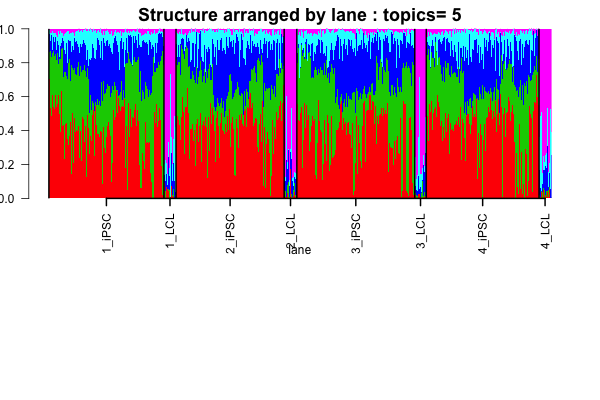 Structure arranged by lane : topics= 5
1.0
0.8
0.6
0.4
0.2
0.0
1_iPSC
1_LCL
2_iPSC
2_LCL
3_iPSC
3_LCL
4_iPSC
4_LCL
lane